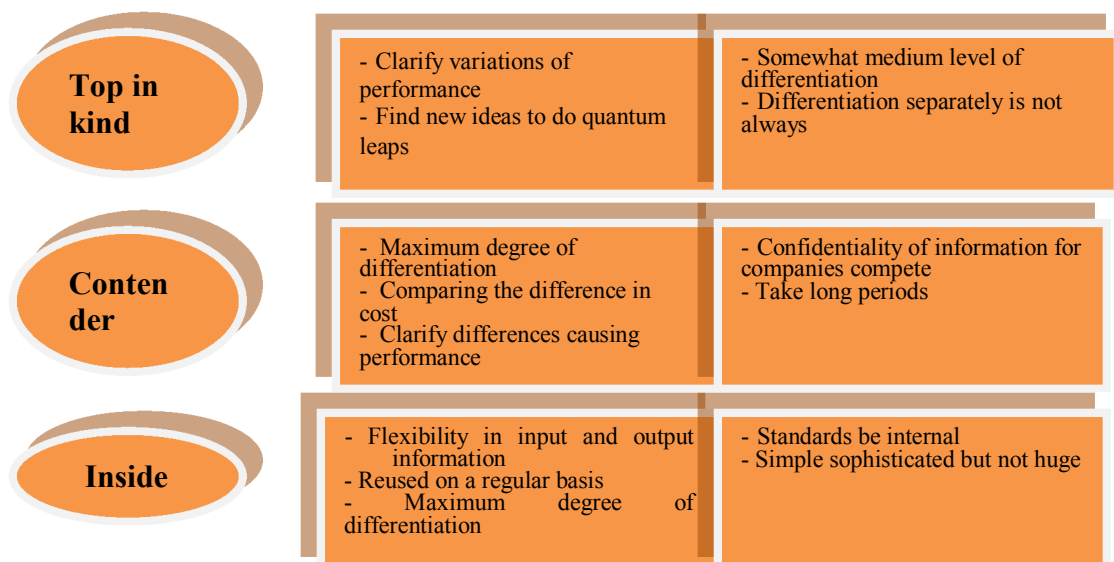 Top in
kind
- Clarify variations of
performance
- Find new ideas to do quantum
leaps
- Somewhat medium level of
differentiation
- Differentiation separately is not
always
Conten
der
- Maximum degree of
differentiation
- Comparing the difference in
cost
- Clarify differences causing
performance
- Confidentiality of information for
companies compete
- Take long periods
Inside
- Flexibility in input and output
information
- Reused on a regular basis
- Maximum degree of
differentiation
- Standards be internal
- Simple sophisticated but not huge